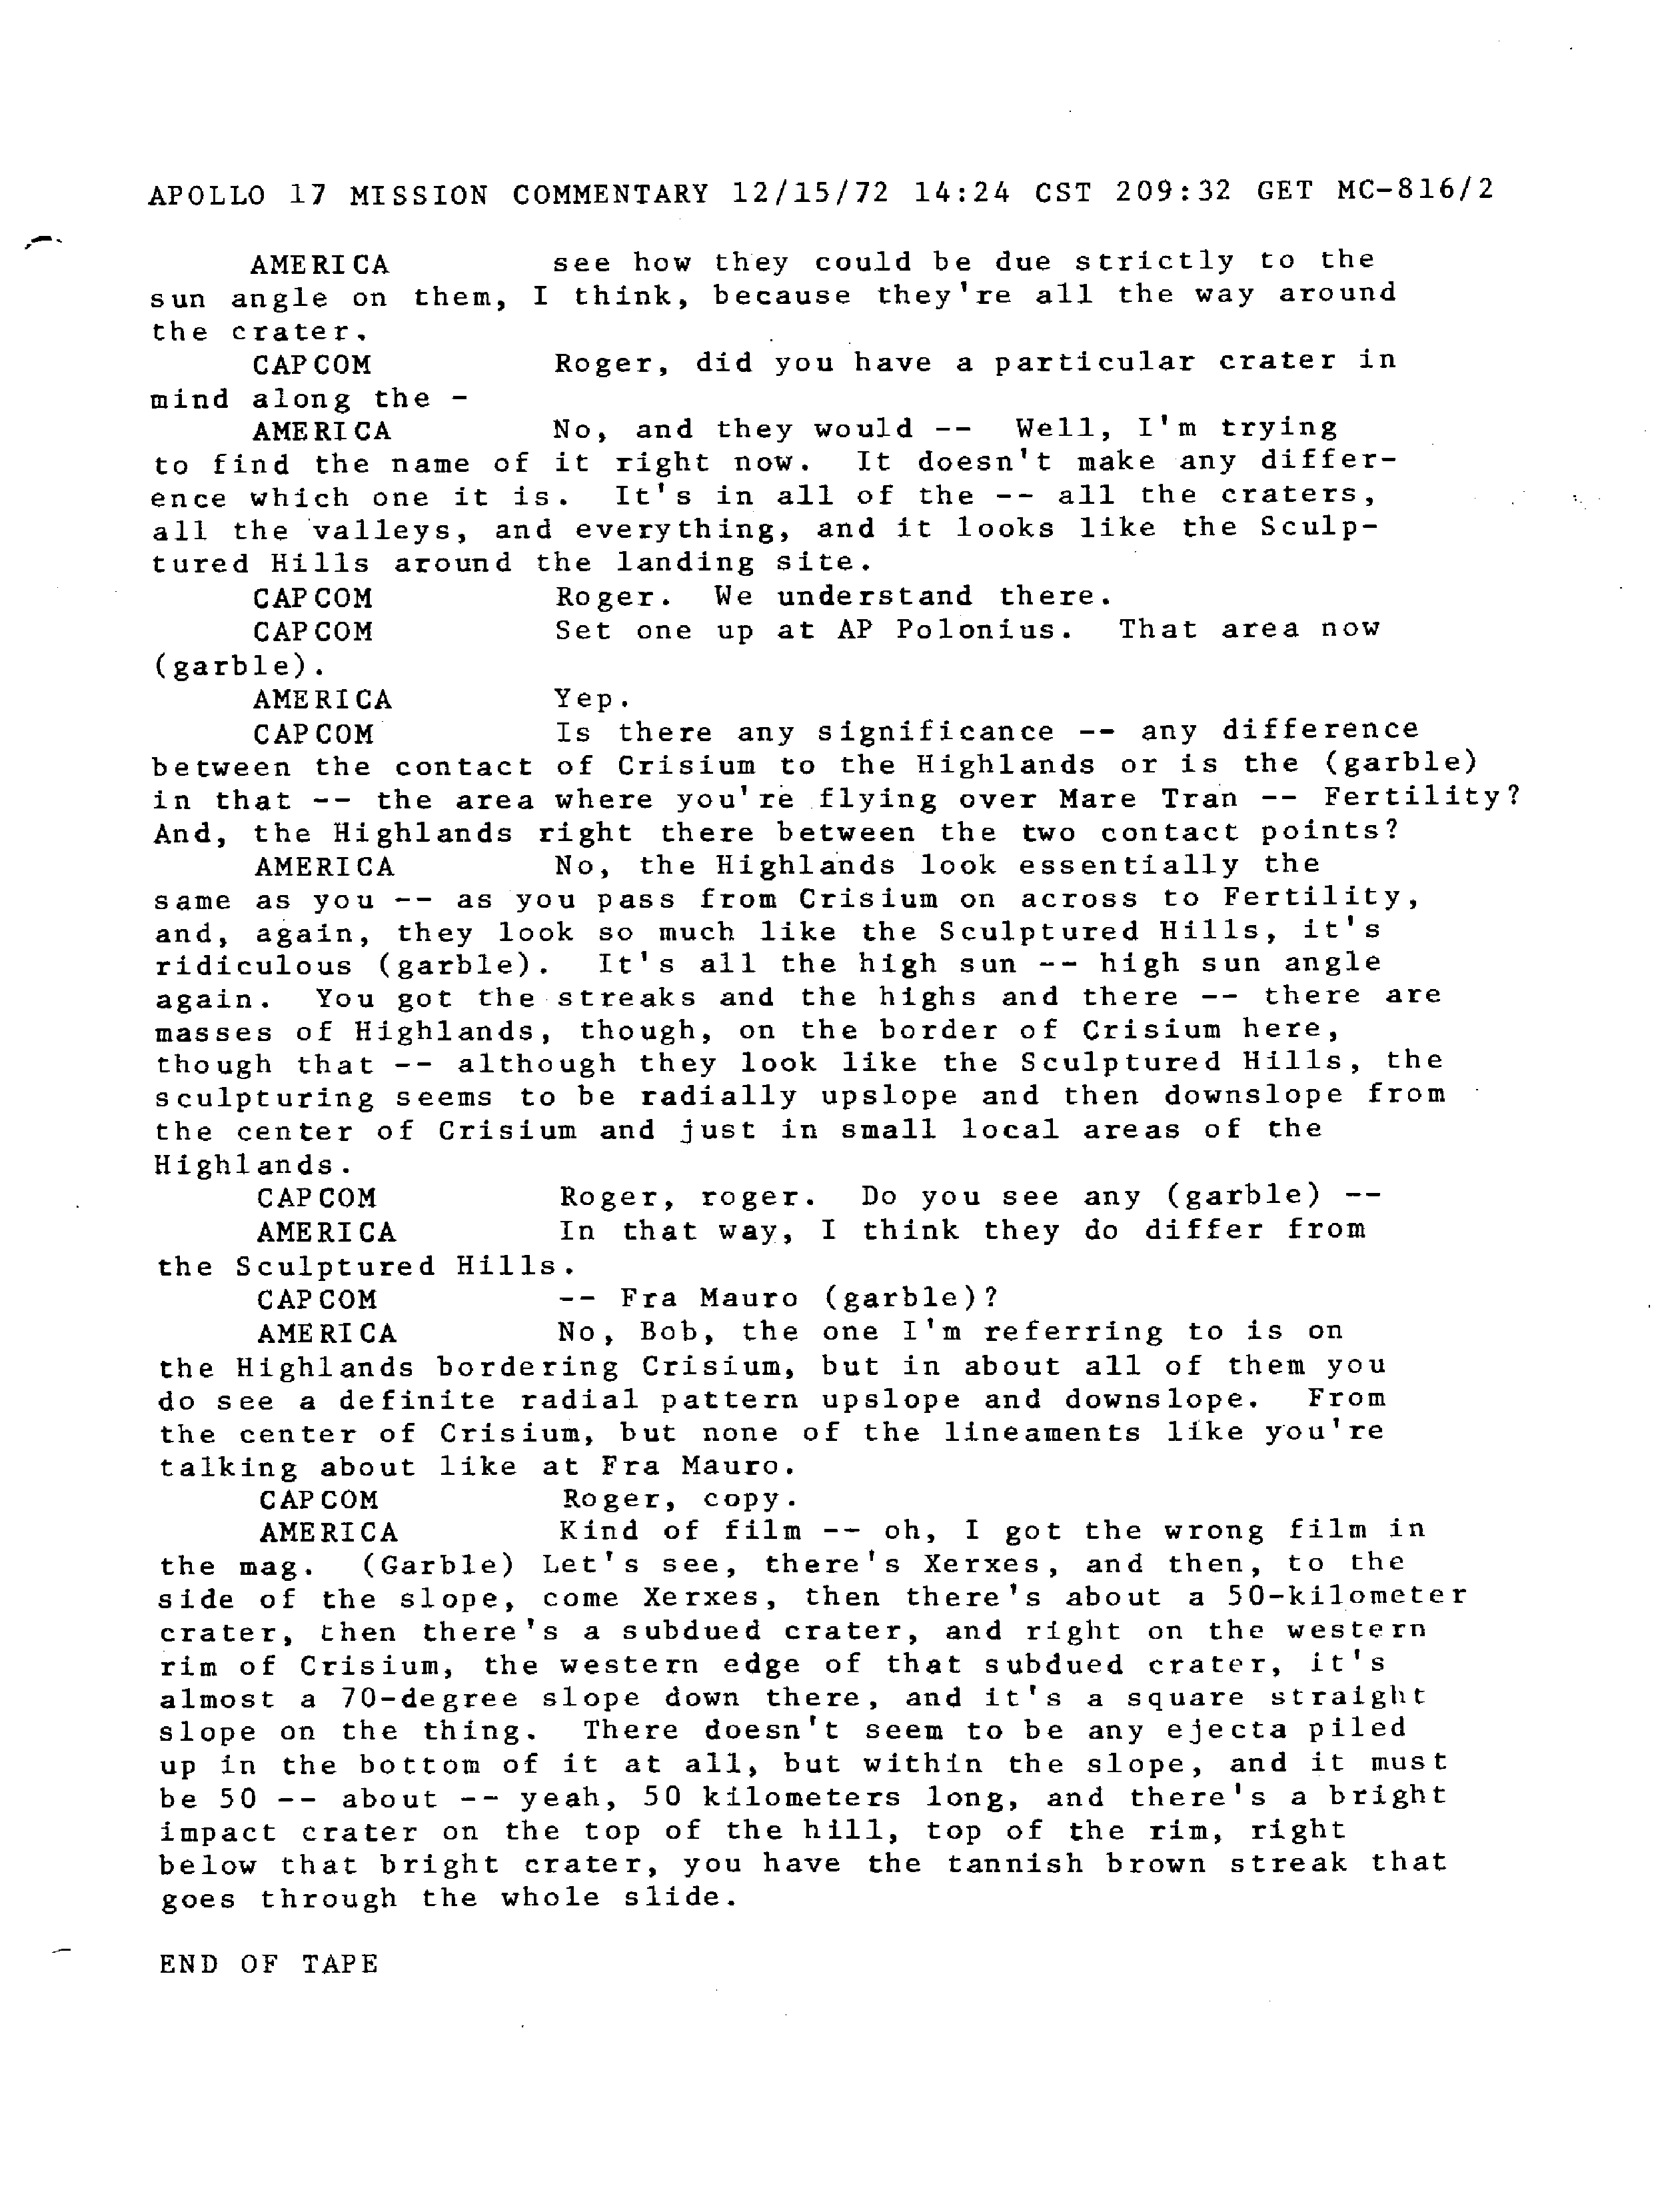 APOLLO 17 MISSION COMMENTARY 12/15/72 14:24 CST 209:32 GET MC-816/2
AMERICA see how they could be due strictly to the
sun angle on them, I think, because they're all the way around
the crater.
CAPCOM Roger, did you have a particular crater in
mind along the -
AMERICA No, and they would -- Well, I'm trying
to find the name of it right now. It doesn't make any differ-
ence which one it is. It's in all of the -- all the craters,
all the valleys, and everything, and it looks like the Sculp-
tured Hills around the landing site.
CAPCOM Roger. We understand there.
CAPCOM Set one up at AP Polonius. That area now
(garble).
AMERICA Yep.
CAPCOM Is there any significance -- any difference
between the contact of Crisium to the Highlands or is the (garble)
in that -- the area where you're flying over Mare Tran -- Fertility?
And, the Highlands right there between the two contact points?
AMERICA No, the Highlands look essentially the
same as you -- as you pass from Crisium on across to Fertility,
and, again, they look so much like the Sculptured Hills, it's
ridiculous (garble). It's all the high sun -- high sun angle
again. You got the streaks and the highs and there -- there are
masses of Highlands, though, on the border of Crisium here,
though that -- although they look like the Sculptured Hills, the
sculpturing seems to be radially upslope and then downslope from
the center of Crisium and just in small local areas of the
Highlands.
CAPCOM Roger, roger. Do you see any (garble) --
AMERICA In that way, I think they do differ from
the Sculptured Hills.
CAPCOM -- Fra Mauro (garble)?
AMERICA No, Bob, the one I'm referring to is on
the Highlands bordering Crisium, but in about all of them you
do see a definite radial pattern upslope and downslope. From
the center of Crisium, but none of the lineaments like you're
talking about like at Fra Mauro.
CAPCOM Roger, copy.
AMERICA Kind of film -- oh, I got the wrong film in
the mag. (Garble) Let's see, there's Xerxes, and then, to the
side of the slope, come Xerxes, then there's about a 50-kilometer
crater, then there's a subdued crater, and right on the western
rim of Crisium, the western edge of that subdued crater, it's
almost a 70-degree slope down there, and it's a square straight
slope on the thing. There doesn't seem to be any ejecta piled
up in the bottom of it at all, but within the slope, and it must
be 50 -- about -- yeah, 50 kilometers long, and there's a bright
impact crater on the top of the hill, top of the rim, right
below that bright crater, you have the tannish brown streak that
goes through the whole slide.
END OF TAPE